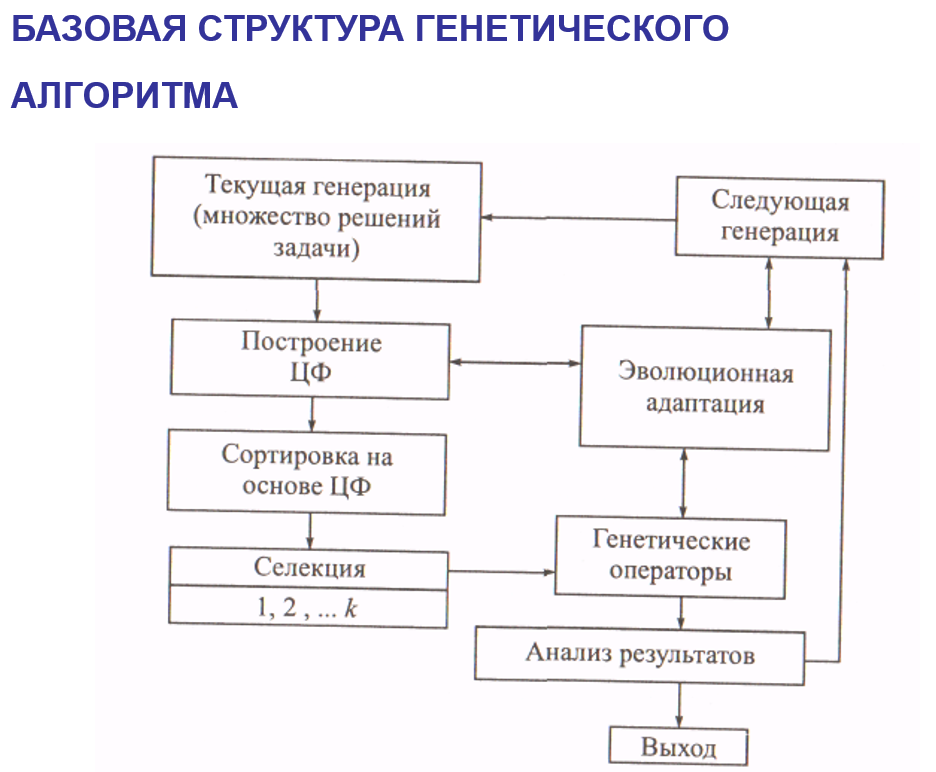 БАЗОВАЯ СТРУКТУРА ГЕНЕТИЧЕСКОГО
АЛГОРИТМА
Текущая генерация
(множество решений
задачи)
Следующая
генерация
Построение
ЦФ
Эволюционная
адаптация
Сортировка на
основе ЦФ
Генетические
операторы
Селекция
1, 2 , ... k
Анализ результатов
Выход